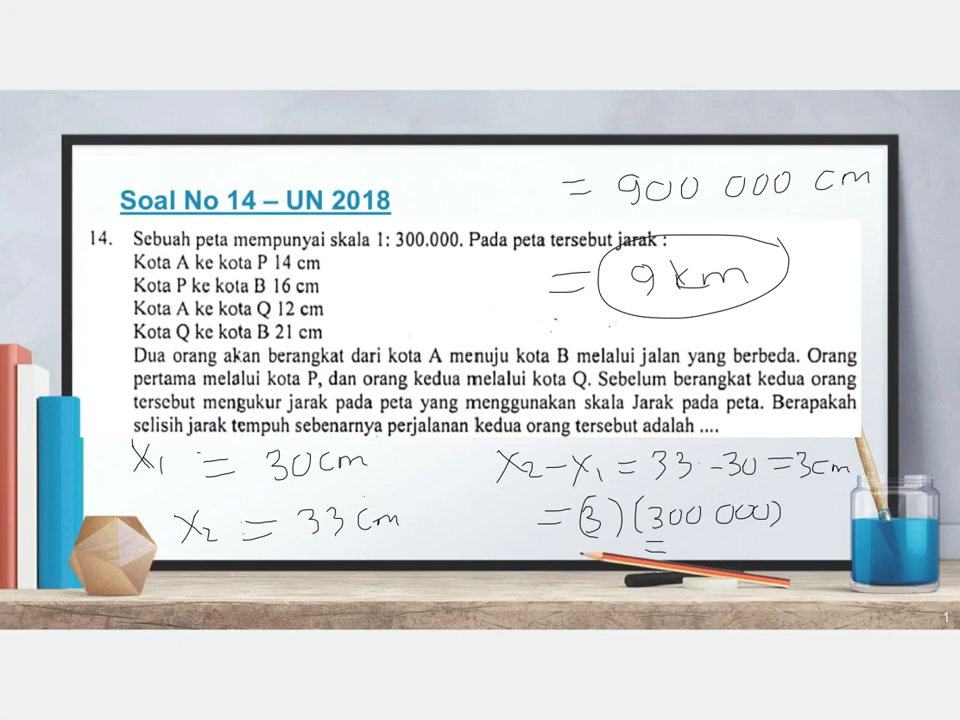 Soal No 14 – UN 2018
14. Sebuah peta mempunyai skala 1: 300.000. Pada peta tersebut jarak :
Kota A ke kota P 14 cm
Kota P ke kota B 16 cm
Kota A ke kota Q 12 cm
Kota Q ke kota B 21 cm
Dua orang akan berangkat dari kota A menuju kota B melalui jalan yang berbeda. Orang
pertama melalui kota P, dan orang kedua melalui kota Q. Sebelum berangkat kedua orang
tersebut mengukur jarak pada peta yang menggunakan skala Jarak pada peta. Berapakah
selisih jarak tempuh sebenarnya perjalanan kedua orang tersebut adalah ....
x1 = 30 cm
x2 = 33 cm
x2 - x1 = 33 - 30 = 3 cm
= (3) (300 000)
= 900 000 cm
= 9 km
1